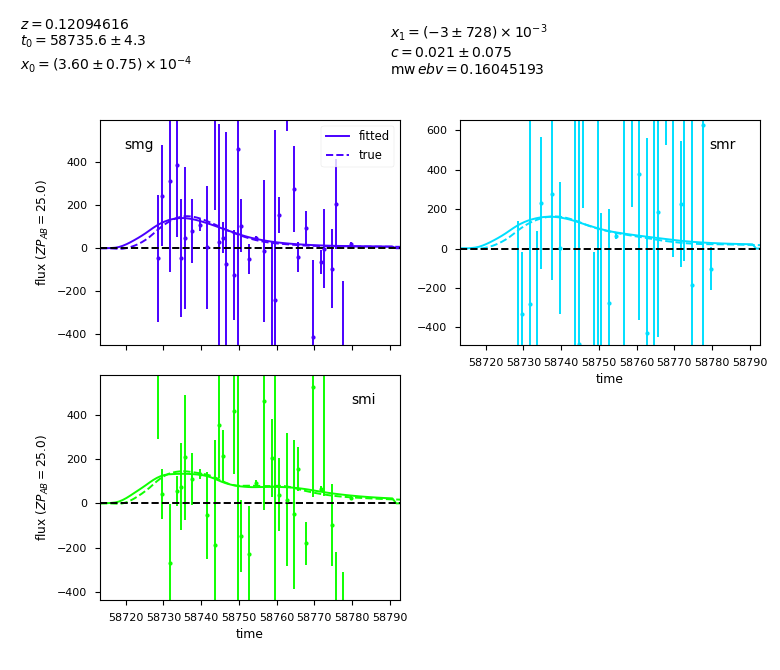 z = 0.12094616
t₀ = 58735.6 ± 4.3
x₀ = (3.60 ± 0.75) × 10⁻⁴
x₁ = (−3 ± 728) × 10⁻³
c = 0.021 ± 0.075
mw ebv = 0.16045193
smg
fitted
true
400
200
0
−200
−400
flux (ZP_AB = 25.0)
smr
600
400
200
0
−200
−400
58720 58730 58740 58750 58760 58770 58780 58790
time
smi
400
200
0
−200
−400
flux (ZP_AB = 25.0)
58720 58730 58740 58750 58760 58770 58780 58790
time